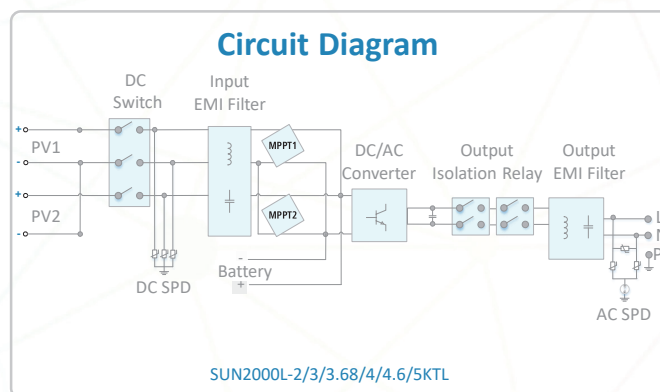 Circuit Diagram
DC
Switch
Input
EMI Filter
+
PV1
-
+
PV2
-
MPPT1
MPPT2
DC/AC
Converter
Output
Isolation Relay
Output
EMI Filter
L
N
DC SPD
-
Battery
+
AC SPD
SUN2000L-2/3/3.68/4/4.6/5KTL